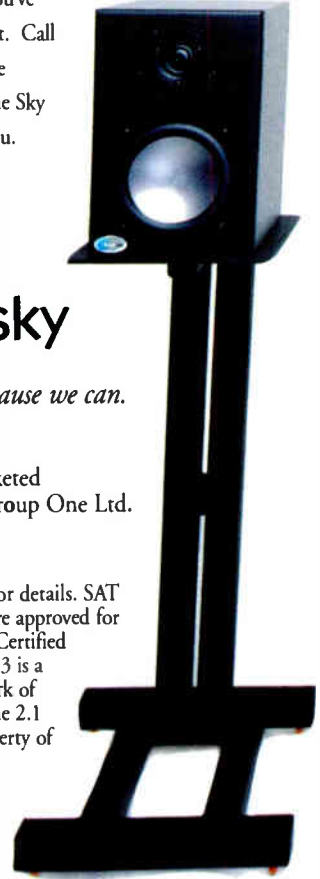 t. Call
e
e Sky
u.
sky
ause we can.
keted
roup One Ltd.
or details. SAT
re approved for
Certified
3 is a
rk of
e 2.1
erty of